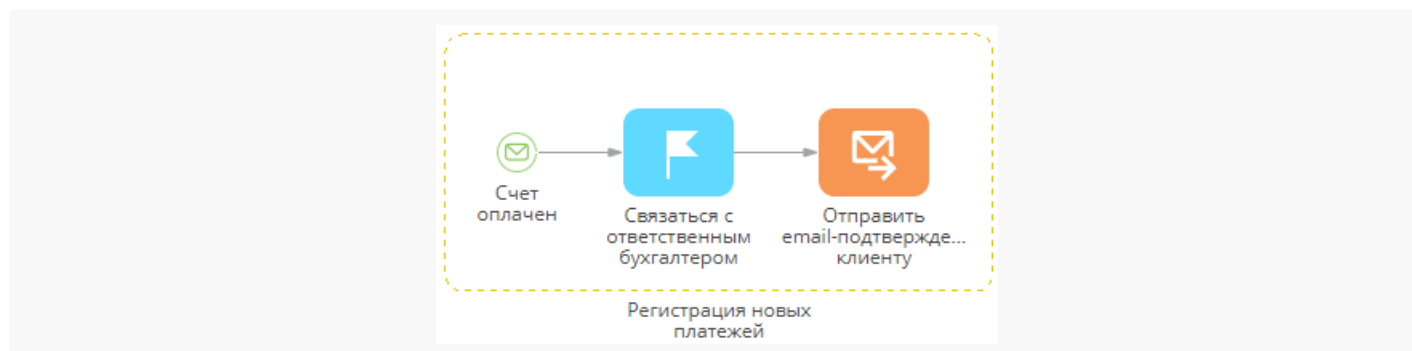 Счет
оплачен
Связаться с
ответственным
бухгалтером
Отправить
email-подтвержде...
клиенту
Регистрация новых
платежей